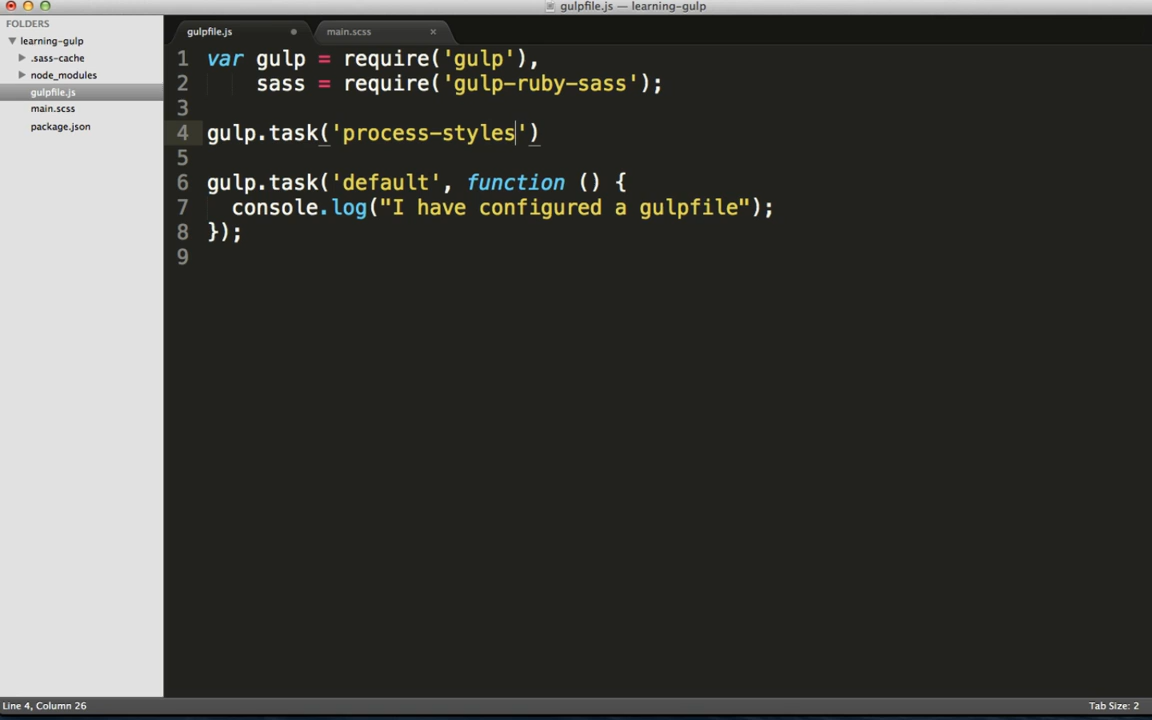 gulpfile.js — learning-gulp
FOLDERS
learning-gulp
.sass-cache
node_modules
gulpfile.js
main.scss
package.json
gulpfile.js
main.scss ×
1 var gulp = require('gulp'),
2 sass = require('gulp-ruby-sass');
3
4 gulp.task('process-styles')
5
6 gulp.task('default', function () {
7 console.log("I have configured a gulpfile");
8 });
9
Line 4, Column 26
Tab Size: 2